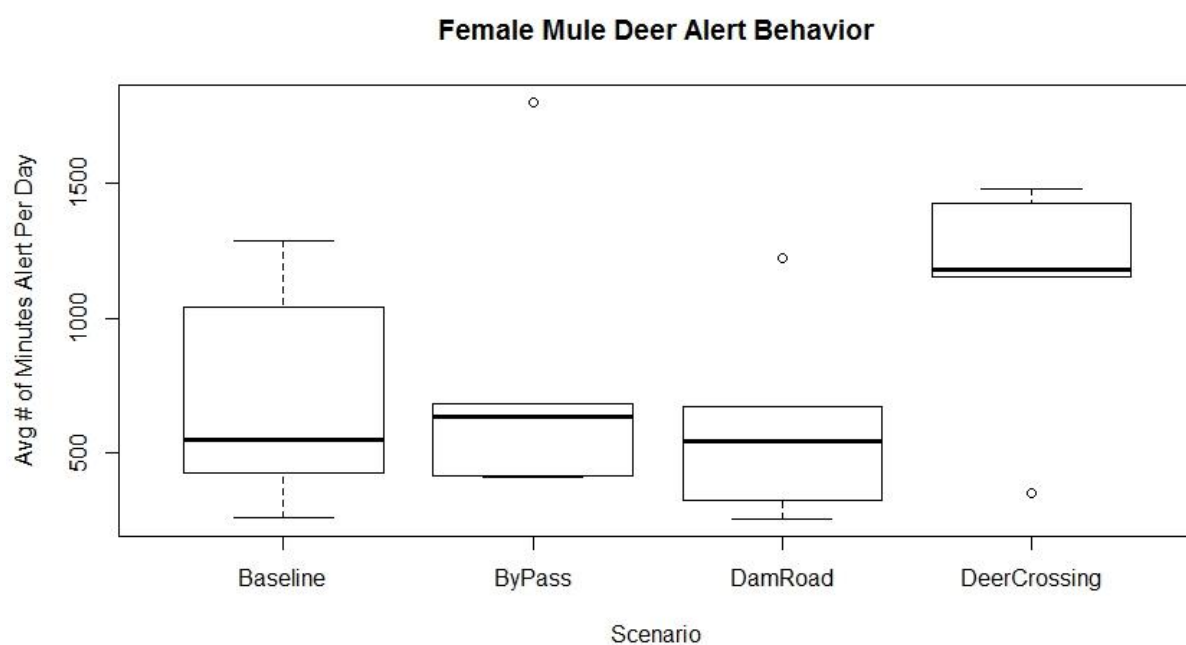 Female Mule Deer Alert Behavior
Avg # of Minutes Alert Per Day
1500
1000
500
Baseline
ByPass
DamRoad
DeerCrossing
Scenario